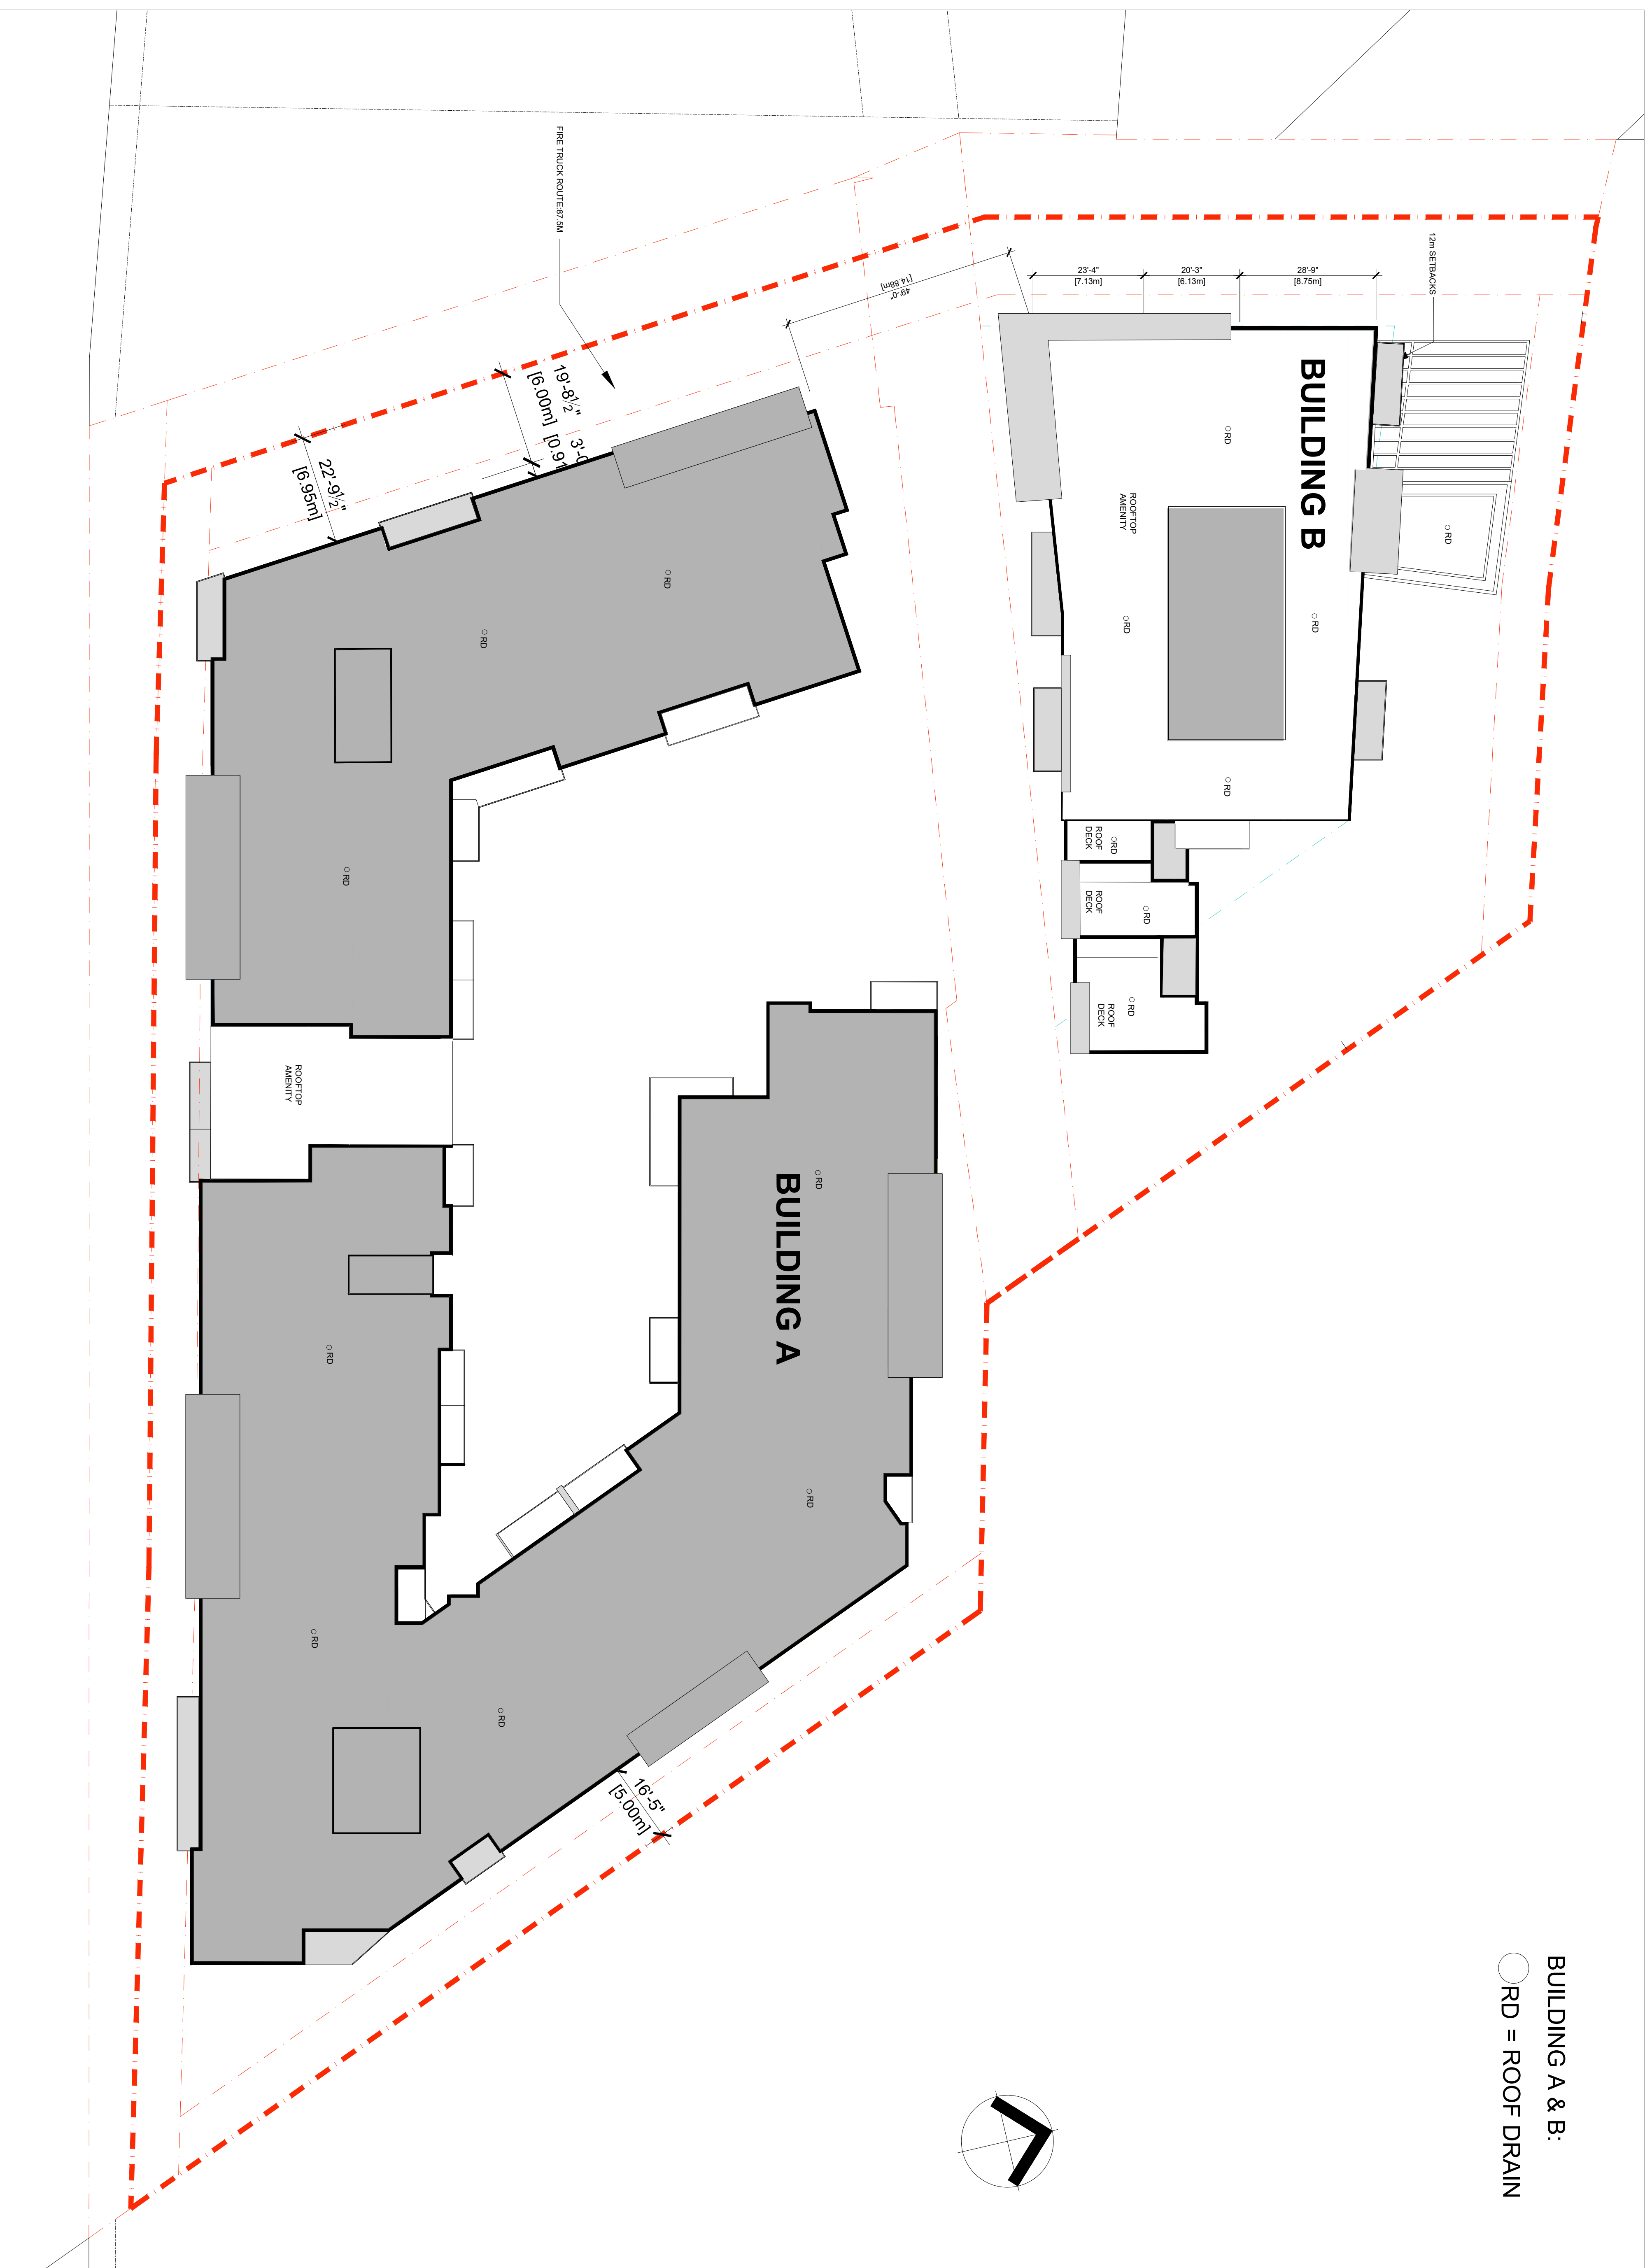 BUILDING A & B:
RD = ROOF DRAIN
12m SETBACKS
28'-9"
[8.75m]
20'-3"
[6.13m]
23'-4"
[7.13m]
49'-0"
[14.88m]
BUILDING B
RD
RD
RD
RD
RD
ROOFTOP
AMENITY
RD
ROOF
DECK
RD
ROOF
DECK
RD
ROOF
DECK
FIRE TRUCK ROUTE:87.5M
19'-8½"
[6.00m]
3'-0
[0.91
22'-9½"
[6.95m]
RD
RD
RD
ROOFTOP
AMENITY
BUILDING A
RD
RD
RD
RD
RD
16'-5"
[5.00m]